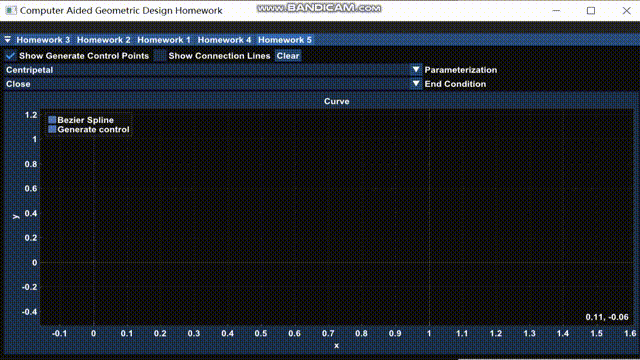 Computer Aided Geometric Design Homework
www.BANDICAM.com
Homework 3 Homework 2 Homework 1 Homework 4 Homework 5
Show Generate Control Points Show Connection Lines Clear
Centripetal Parameterization
Close End Condition
Curve
Bezier Spline
Generate control
1.2
1
0.8
0.6
0.4
0.2
0
-0.2
-0.4
y
0.11, -0.06
-0.1 0 0.1 0.2 0.3 0.4 0.5 0.6 0.7 0.8 0.9 1 1.1 1.2 1.3 1.4 1.5 1.6
x